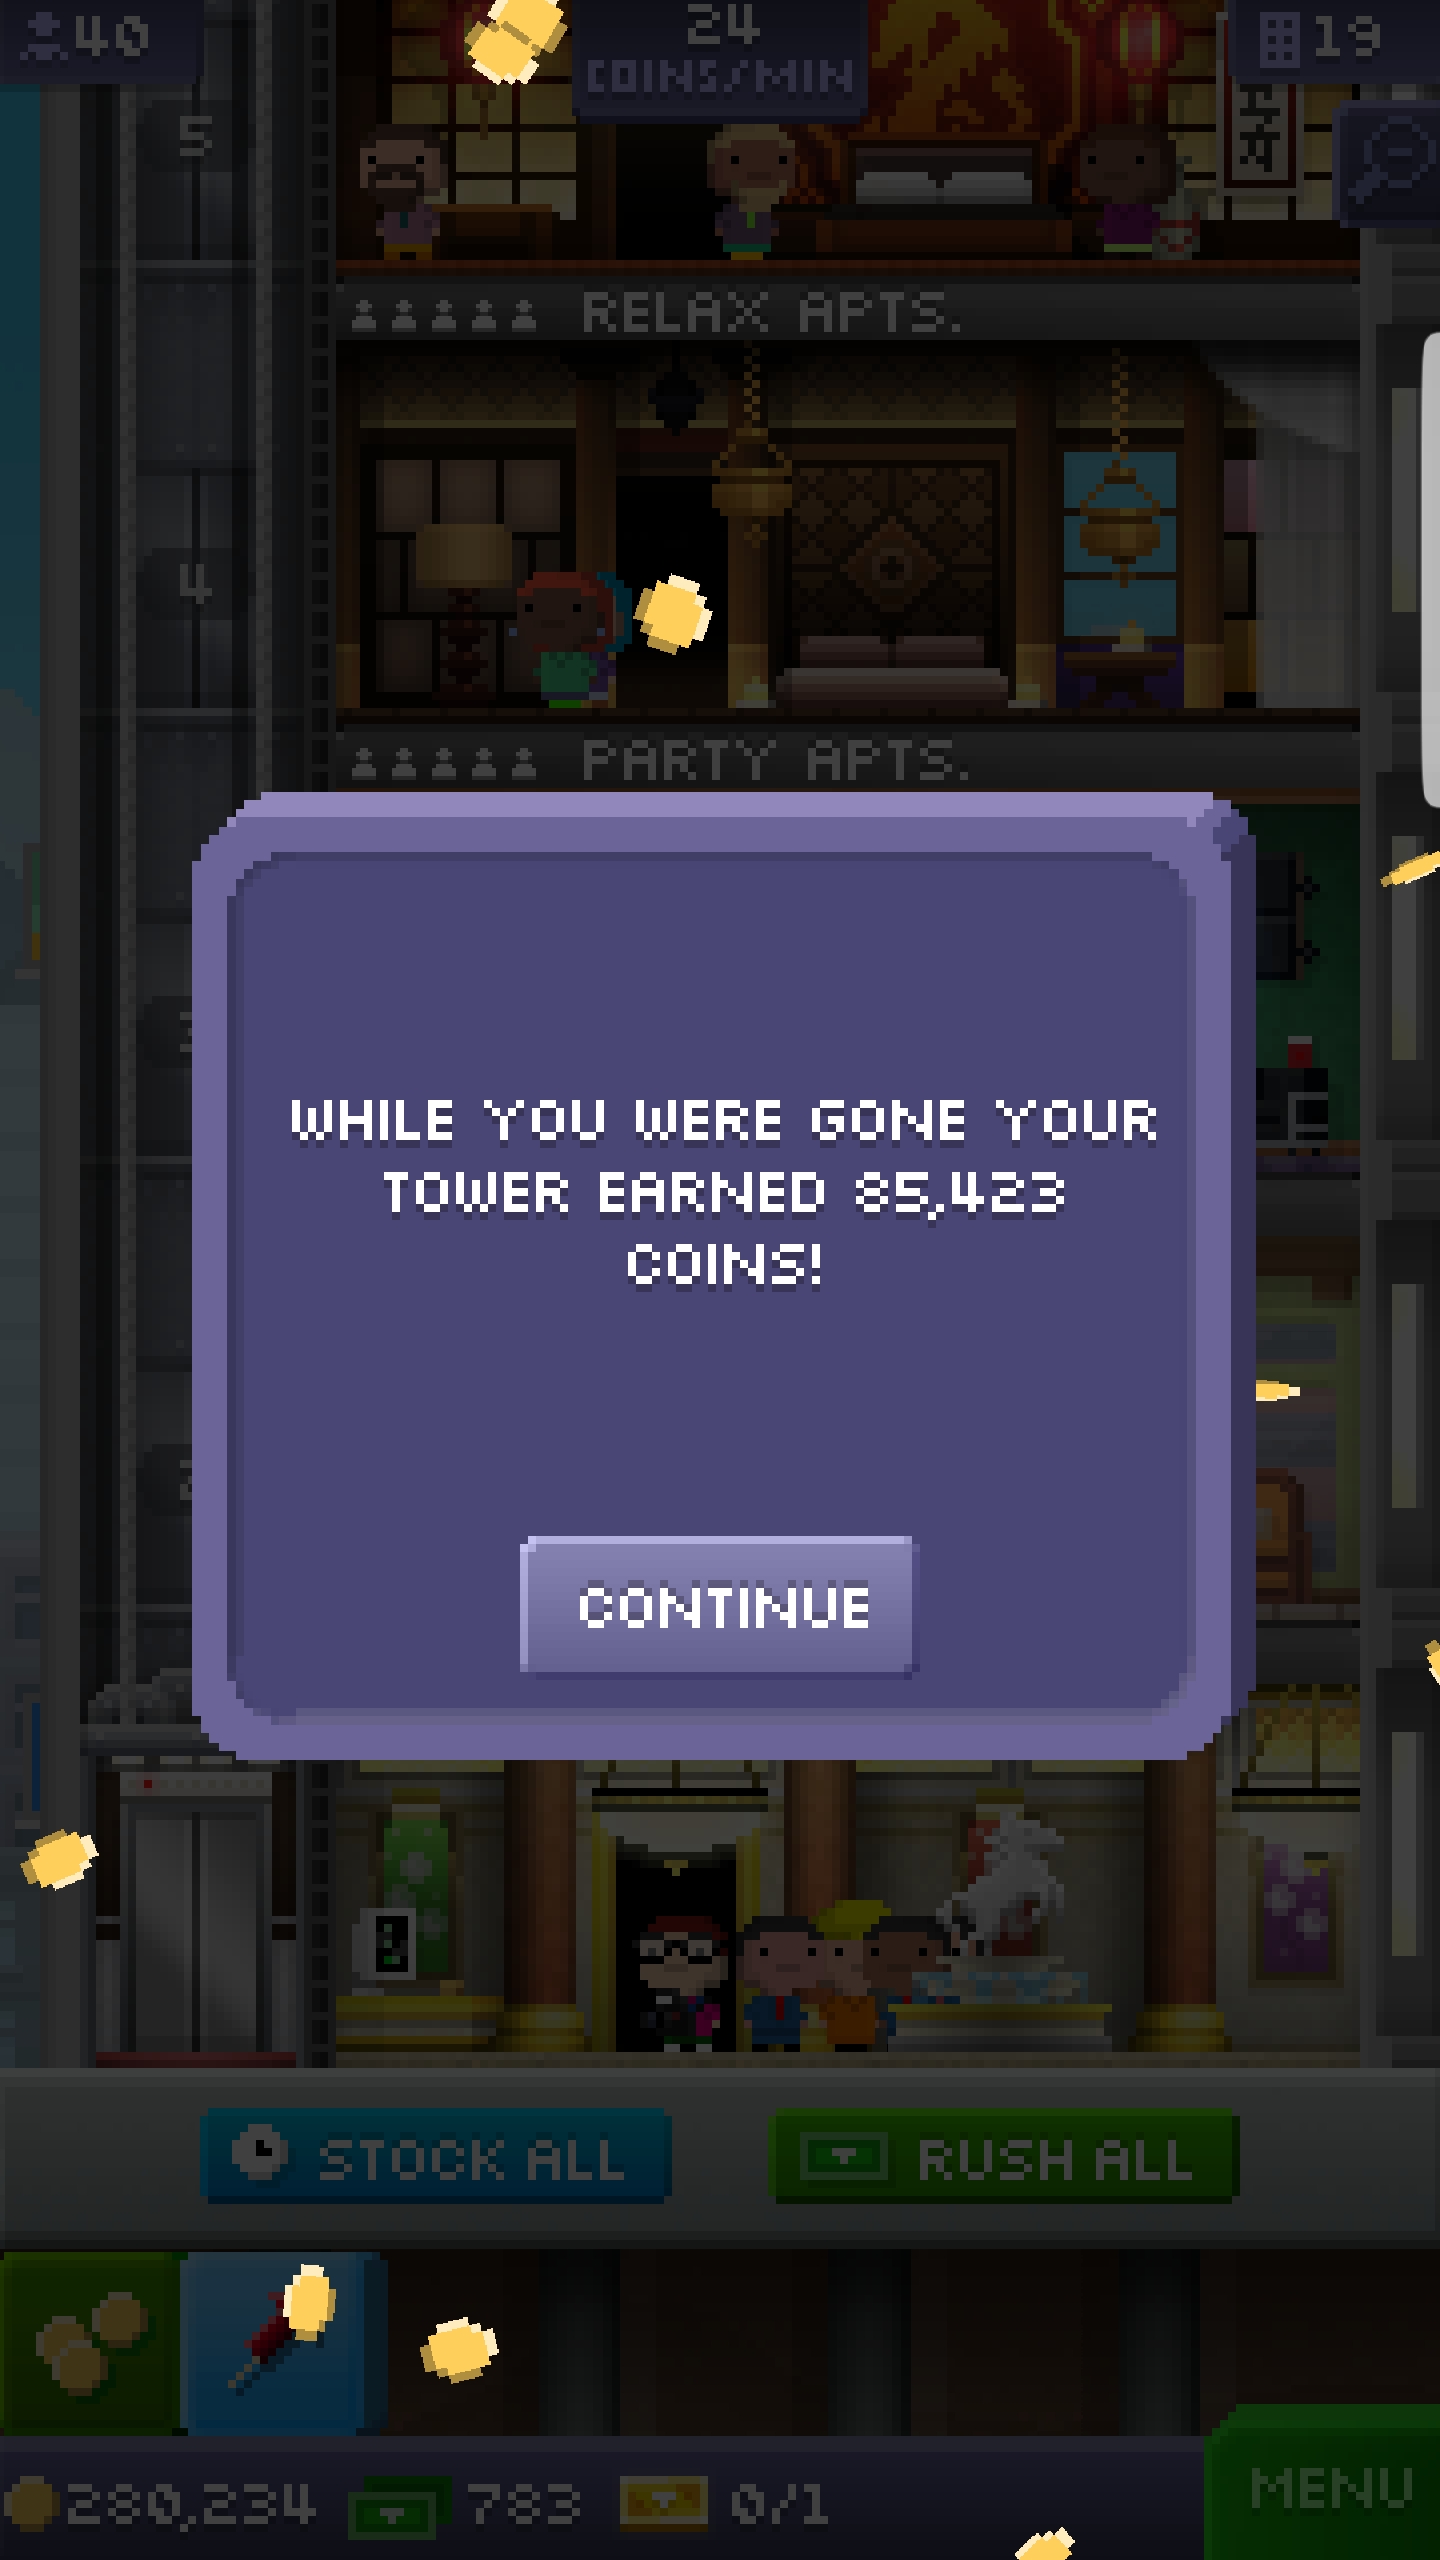 40
24
COINS/MIN
19
5
RELAX APTS.
4
PARTY APTS.
WHILE YOU WERE GONE YOUR
TOWER EARNED 85,423
COINS!
CONTINUE
STOCK ALL
RUSH ALL
280,234
783
0/1
MENU